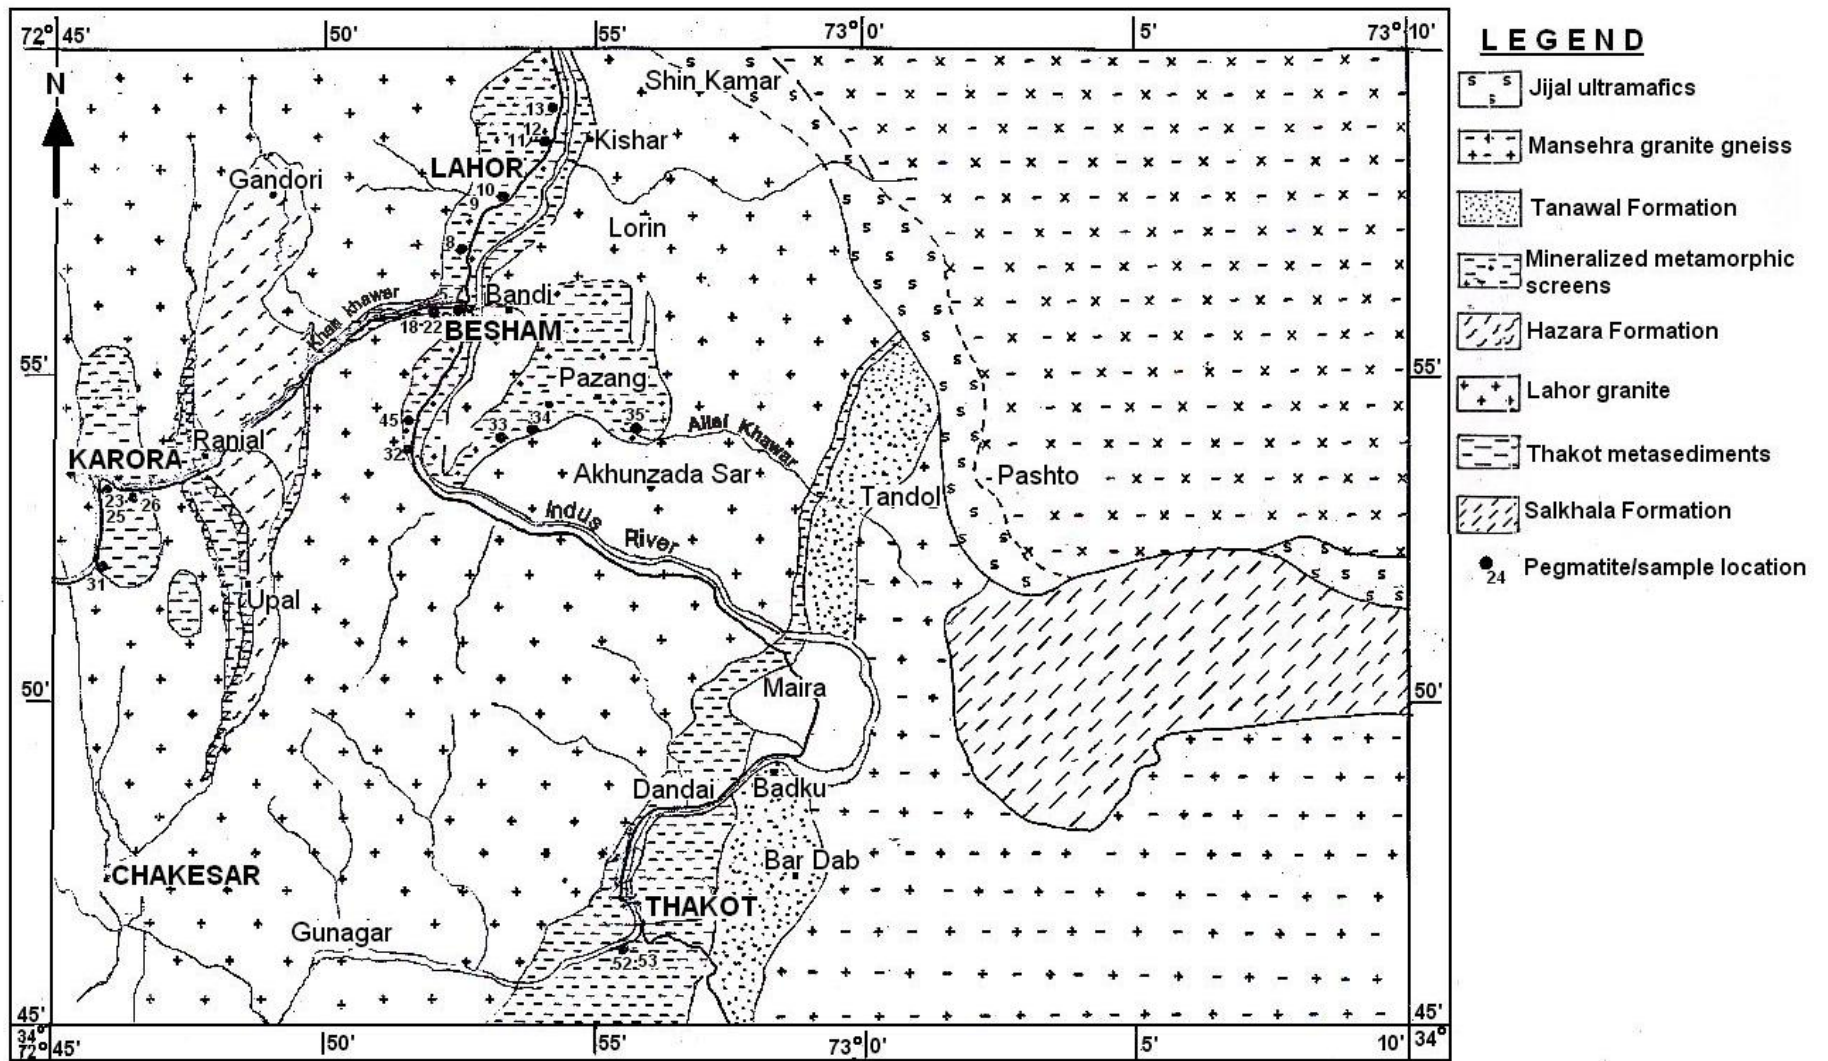 72° 45'
50'
55'
73° 0'
5'
73° 10'
N
Shin Kamar
13
12
11
Kishar
LAHOR
Gandori
10
9
Lorin
8
7
Khan Khawar
5-7
Bandi
18-22
BESHAM
55'
55'
Pazang
45
33
34
35
Allai Khawar
32
Ranial
KARORA
Akhunzada Sar
Pashto
Tandol
23
25
26
Indus
River
31
Upal
50'
50'
Maira
Dandai
Badku
Bar Dab
CHAKESAR
THAKOT
Gunagar
52-53
45'
45'
34°
34°
72° 45'
50'
55'
73° 0'
5'
10'
LEGEND
s s
s
Jijal ultramafics
Mansehra granite gneiss
Tanawal Formation
Mineralized metamorphic
screens
Hazara Formation
Lahor granite
Thakot metasediments
Salkhala Formation
24
Pegmatite/sample location